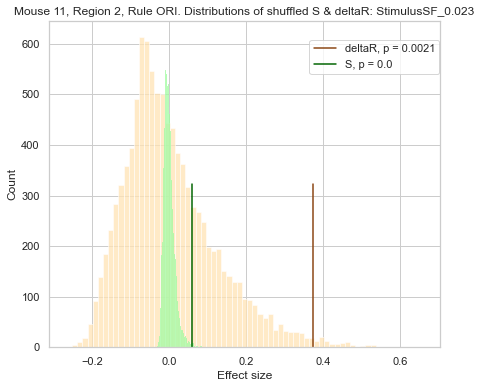 Mouse 11, Region 2, Rule ORI. Distributions of shuffled S & deltaR: StimulusSF_0.023
deltaR, p = 0.0021
S, p = 0.0
600
500
400
300
200
100
0
Count
−0.2 0.0 0.2 0.4 0.6
Effect size